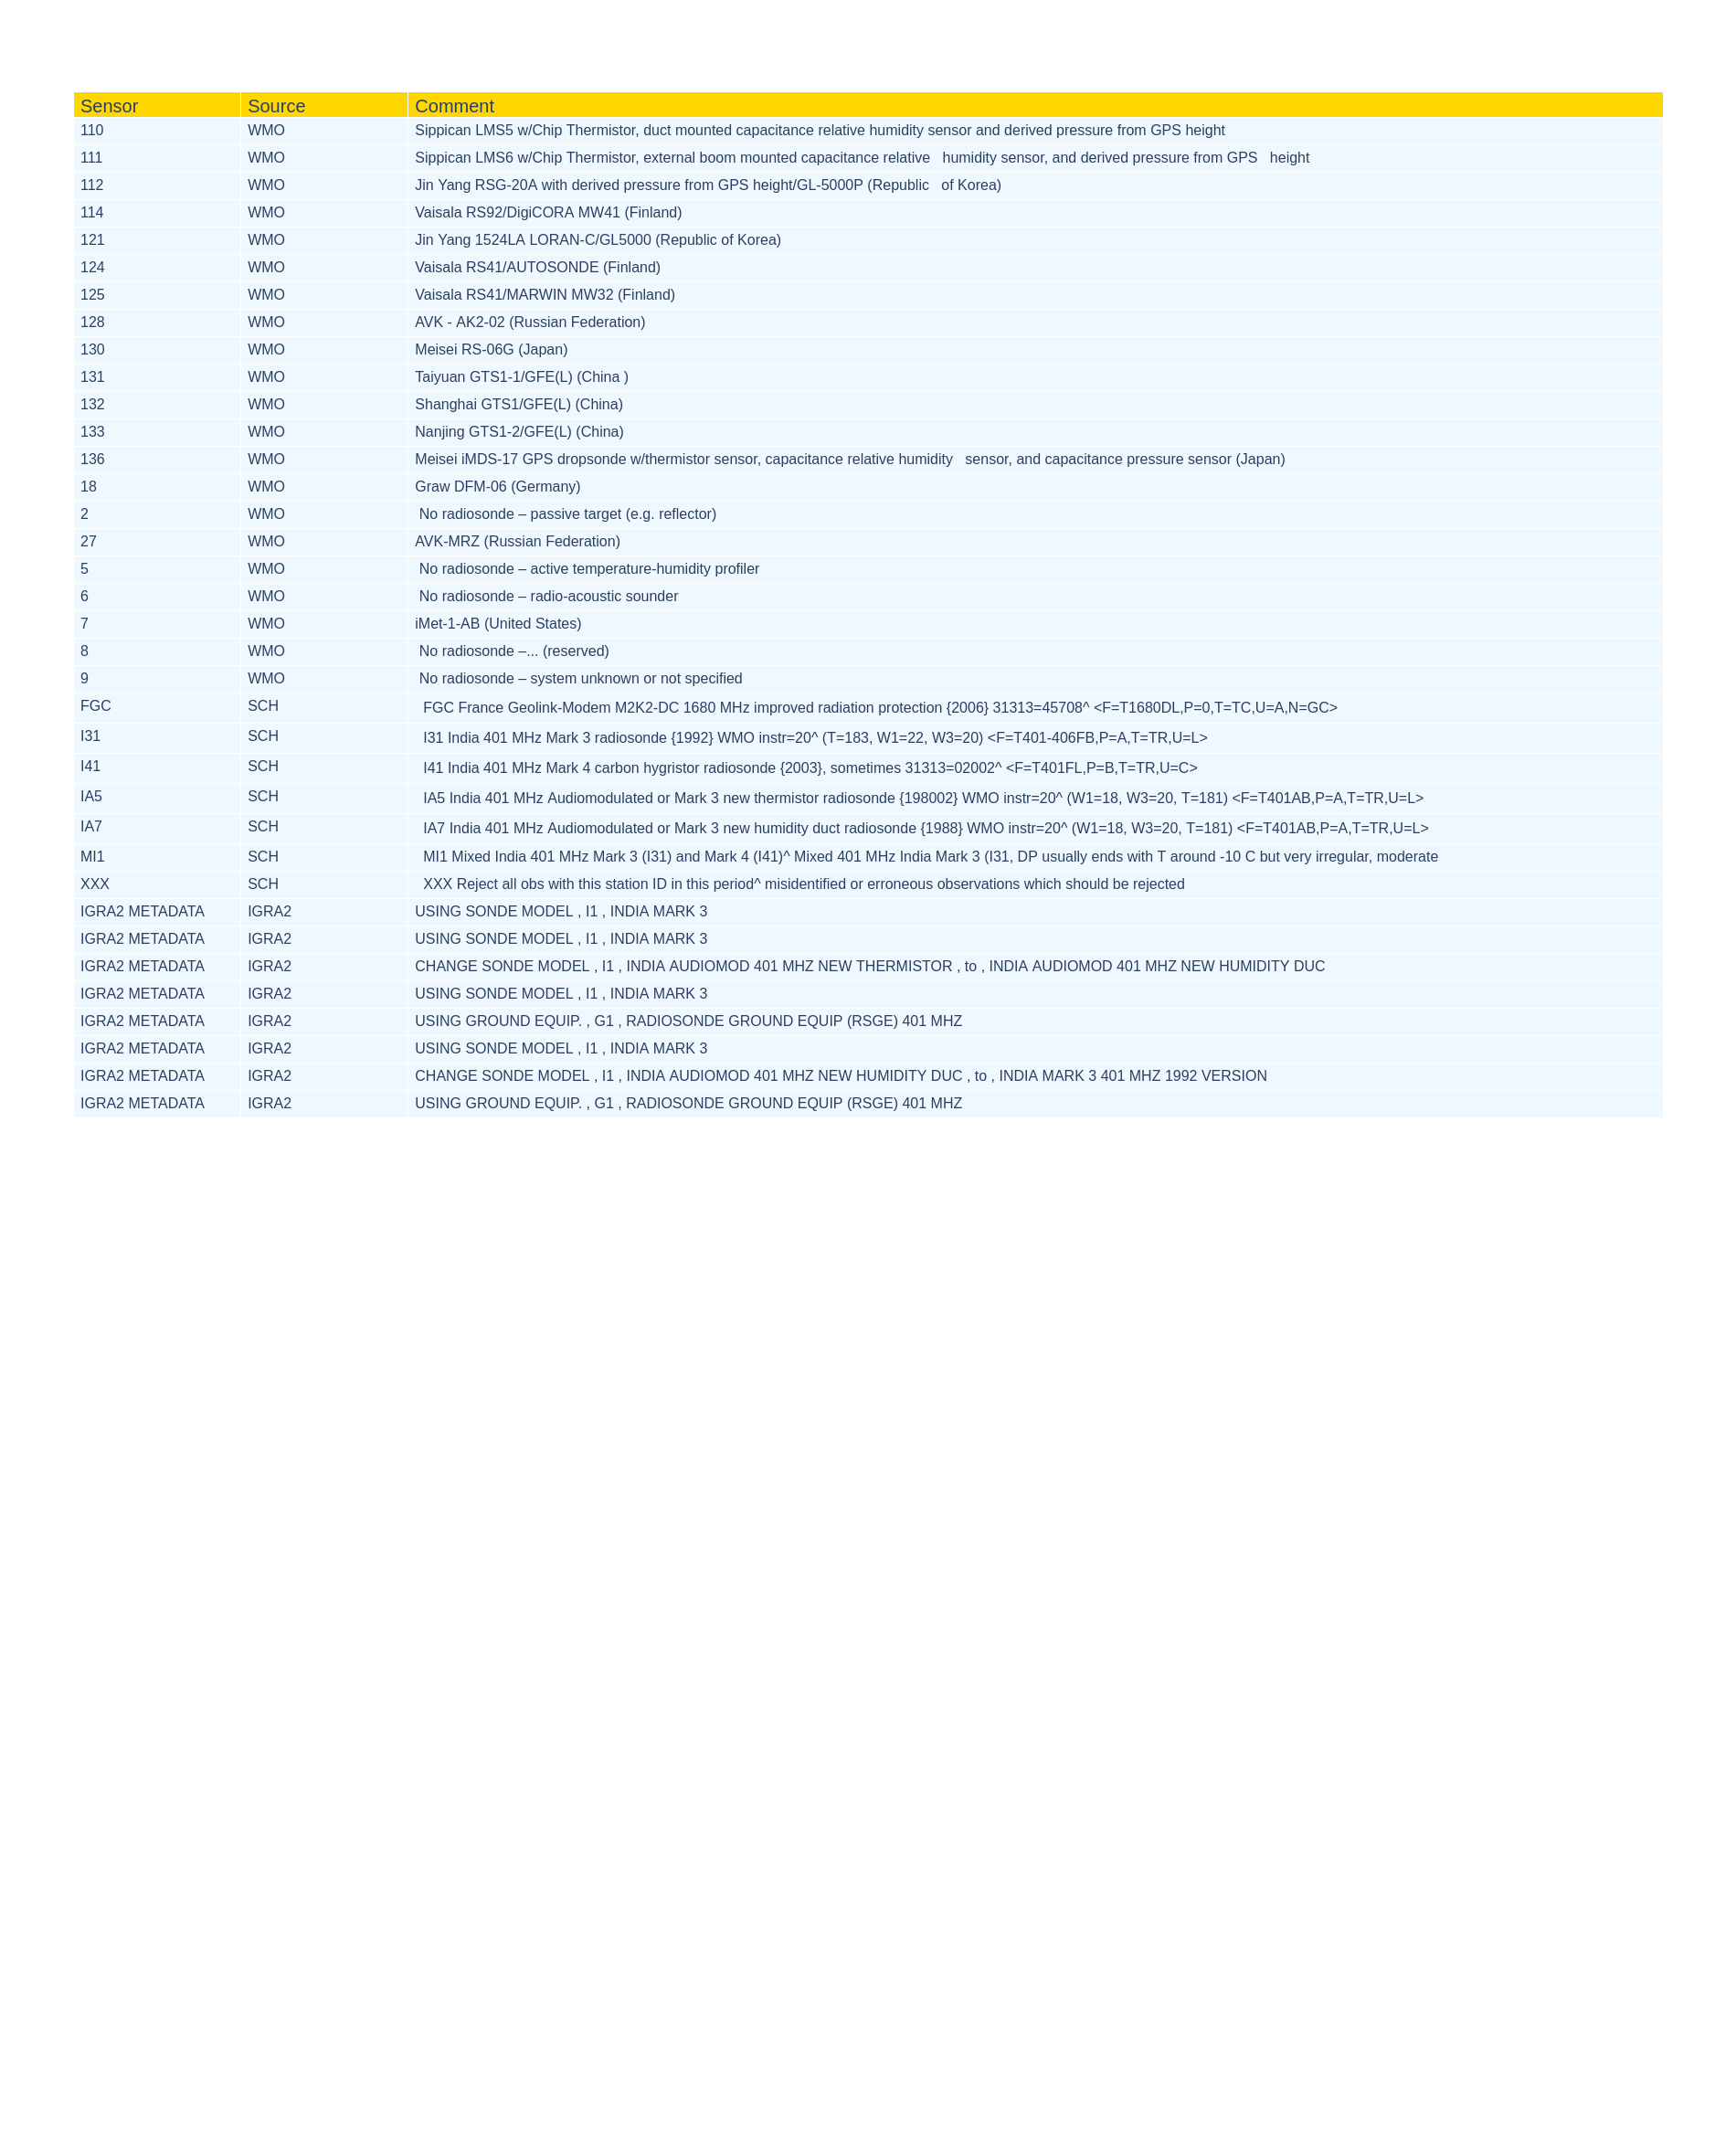 Sensor Source Comment
110 WMO Sippican LMS5 w/Chip Thermistor, duct mounted capacitance relative humidity sensor and derived pressure from GPS height
111 WMO Sippican LMS6 w/Chip Thermistor, external boom mounted capacitance relative   humidity sensor, and derived pressure from GPS   height
112 WMO Jin Yang RSG-20A with derived pressure from GPS height/GL-5000P (Republic   of Korea)
114 WMO Vaisala RS92/DigiCORA MW41 (Finland)
121 WMO Jin Yang 1524LA LORAN-C/GL5000 (Republic of Korea)
124 WMO Vaisala RS41/AUTOSONDE (Finland)
125 WMO Vaisala RS41/MARWIN MW32 (Finland)
128 WMO AVK - AK2-02 (Russian Federation)
130 WMO Meisei RS-06G (Japan)
131 WMO Taiyuan GTS1-1/GFE(L) (China )
132 WMO Shanghai GTS1/GFE(L) (China)
133 WMO Nanjing GTS1-2/GFE(L) (China)
136 WMO Meisei iMDS-17 GPS dropsonde w/thermistor sensor, capacitance relative humidity   sensor, and capacitance pressure sensor (Japan)
18 WMO Graw DFM-06 (Germany)
2 WMO No radiosonde – passive target (e.g. reflector)
27 WMO AVK-MRZ (Russian Federation)
5 WMO No radiosonde – active temperature-humidity profiler
6 WMO No radiosonde – radio-acoustic sounder
7 WMO iMet-1-AB (United States)
8 WMO No radiosonde –... (reserved)
9 WMO No radiosonde – system unknown or not specified
FGC SCH FGC France Geolink-Modem M2K2-DC 1680 MHz improved radiation protection {2006} 31313=45708^ <F=T1680DL,P=0,T=TC,U=A,N=GC>
I31 SCH I31 India 401 MHz Mark 3 radiosonde {1992} WMO instr=20^ (T=183, W1=22, W3=20) <F=T401-406FB,P=A,T=TR,U=L>
I41 SCH I41 India 401 MHz Mark 4 carbon hygristor radiosonde {2003}, sometimes 31313=02002^ <F=T401FL,P=B,T=TR,U=C>
IA5 SCH IA5 India 401 MHz Audiomodulated or Mark 3 new thermistor radiosonde {198002} WMO instr=20^ (W1=18, W3=20, T=181) <F=T401AB,P=A,T=TR,U=L>
IA7 SCH IA7 India 401 MHz Audiomodulated or Mark 3 new humidity duct radiosonde {1988} WMO instr=20^ (W1=18, W3=20, T=181) <F=T401AB,P=A,T=TR,U=L>
MI1 SCH MI1 Mixed India 401 MHz Mark 3 (I31) and Mark 4 (I41)^ Mixed 401 MHz India Mark 3 (I31, DP usually ends with T around -10 C but very irregular, moderate
XXX SCH XXX Reject all obs with this station ID in this period^ misidentified or erroneous observations which should be rejected
IGRA2 METADATA IGRA2 USING SONDE MODEL , I1 , INDIA MARK 3
IGRA2 METADATA IGRA2 USING SONDE MODEL , I1 , INDIA MARK 3
IGRA2 METADATA IGRA2 CHANGE SONDE MODEL , I1 , INDIA AUDIOMOD 401 MHZ NEW THERMISTOR , to , INDIA AUDIOMOD 401 MHZ NEW HUMIDITY DUC
IGRA2 METADATA IGRA2 USING SONDE MODEL , I1 , INDIA MARK 3
IGRA2 METADATA IGRA2 USING GROUND EQUIP. , G1 , RADIOSONDE GROUND EQUIP (RSGE) 401 MHZ
IGRA2 METADATA IGRA2 USING SONDE MODEL , I1 , INDIA MARK 3
IGRA2 METADATA IGRA2 CHANGE SONDE MODEL , I1 , INDIA AUDIOMOD 401 MHZ NEW HUMIDITY DUC , to , INDIA MARK 3 401 MHZ 1992 VERSION
IGRA2 METADATA IGRA2 USING GROUND EQUIP. , G1 , RADIOSONDE GROUND EQUIP (RSGE) 401 MHZ